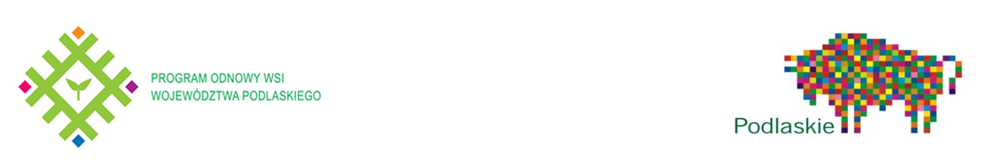 PROGRAM ODNOWY WSI
WOJEWÓDZTWA PODLASKIEGO
Podlaskie